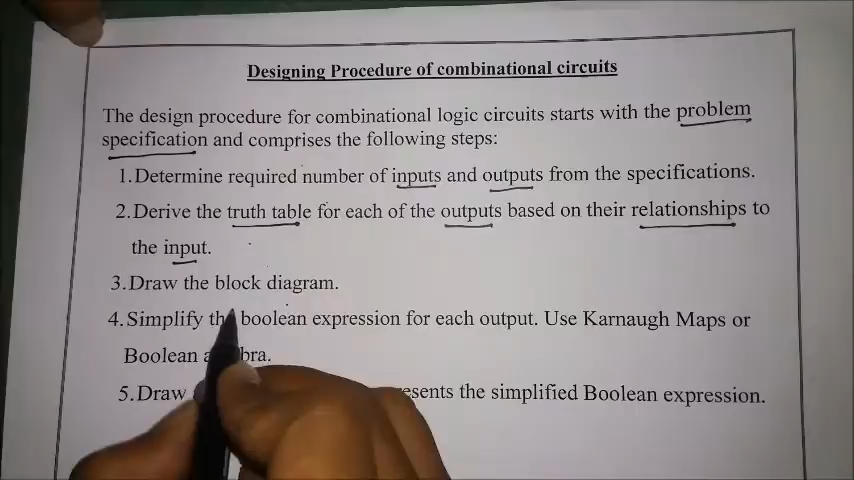 Designing Procedure of combinational circuits
The design procedure for combinational logic circuits starts with the problem
specification and comprises the following steps:
1. Determine required number of inputs and outputs from the specifications.
2. Derive the truth table for each of the outputs based on their relationships to
the input.
3. Draw the block diagram.
4. Simplify the boolean expression for each output. Use Karnaugh Maps or
Boolean
5. Draw the simplified Boolean expression.